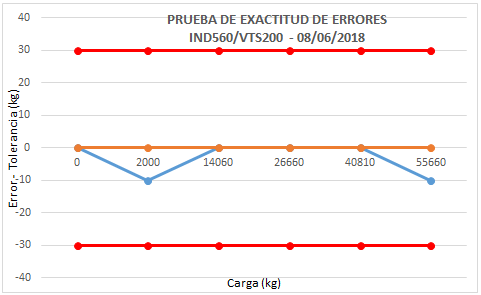 PRUEBA DE EXACTITUD DE ERRORES
IND560/VTS200 - 08/06/2018
40
30
20
10
0
-10
-20
-30
-40
Error.- Tolerancia (kg)
0 2000 14060 26660 40810 55660
Carga (kg)